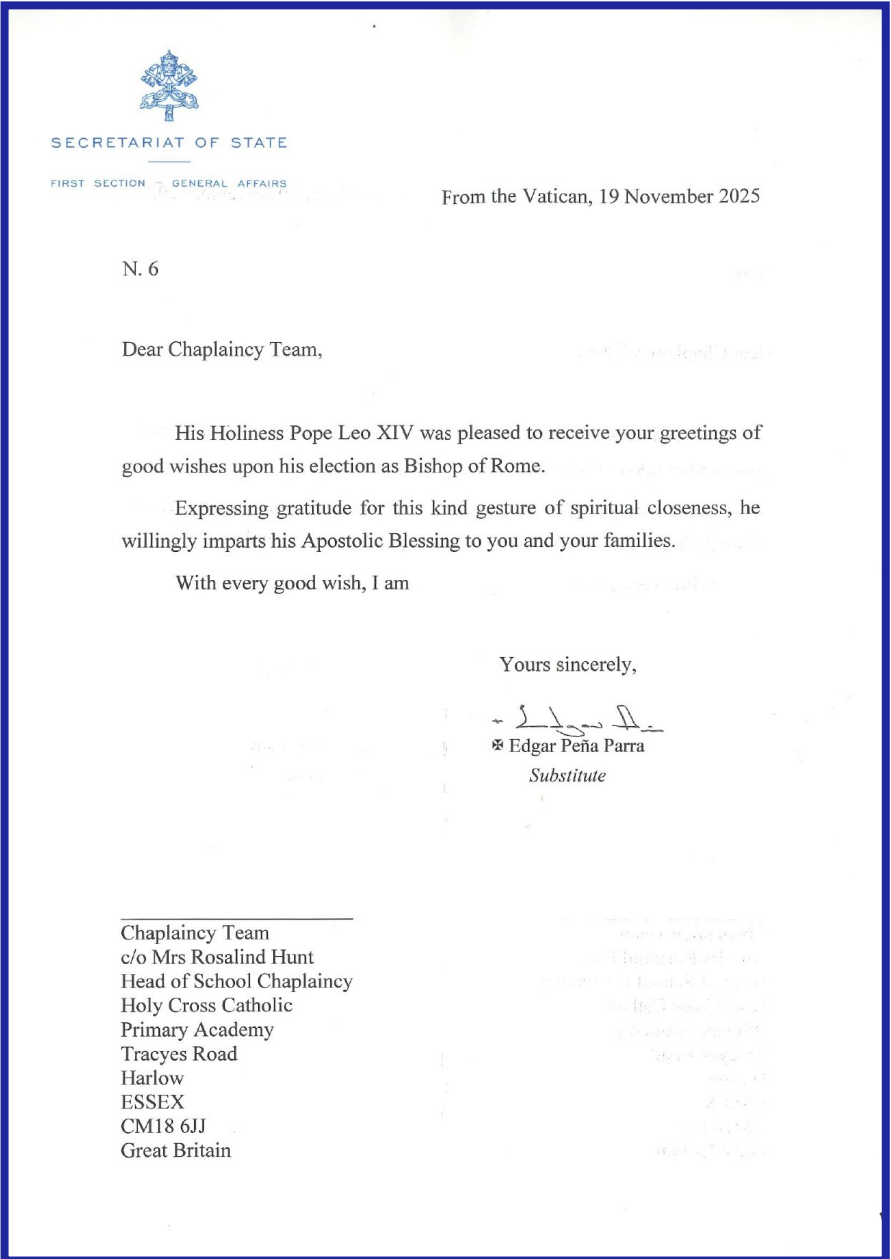 SECRETARIAT OF STATE
FIRST SECTION – GENERAL AFFAIRS
From the Vatican, 19 November 2025
N. 6
Dear Chaplaincy Team,
His Holiness Pope Leo XIV was pleased to receive your greetings of
good wishes upon his election as Bishop of Rome.
Expressing gratitude for this kind gesture of spiritual closeness, he
willingly imparts his Apostolic Blessing to you and your families.
With every good wish, I am
Yours sincerely,
✠ Edgar Peña Parra
Substitute
Chaplaincy Team
c/o Mrs Rosalind Hunt
Head of School Chaplaincy
Holy Cross Catholic
Primary Academy
Tracyes Road
Harlow
ESSEX
CM18 6JJ
Great Britain